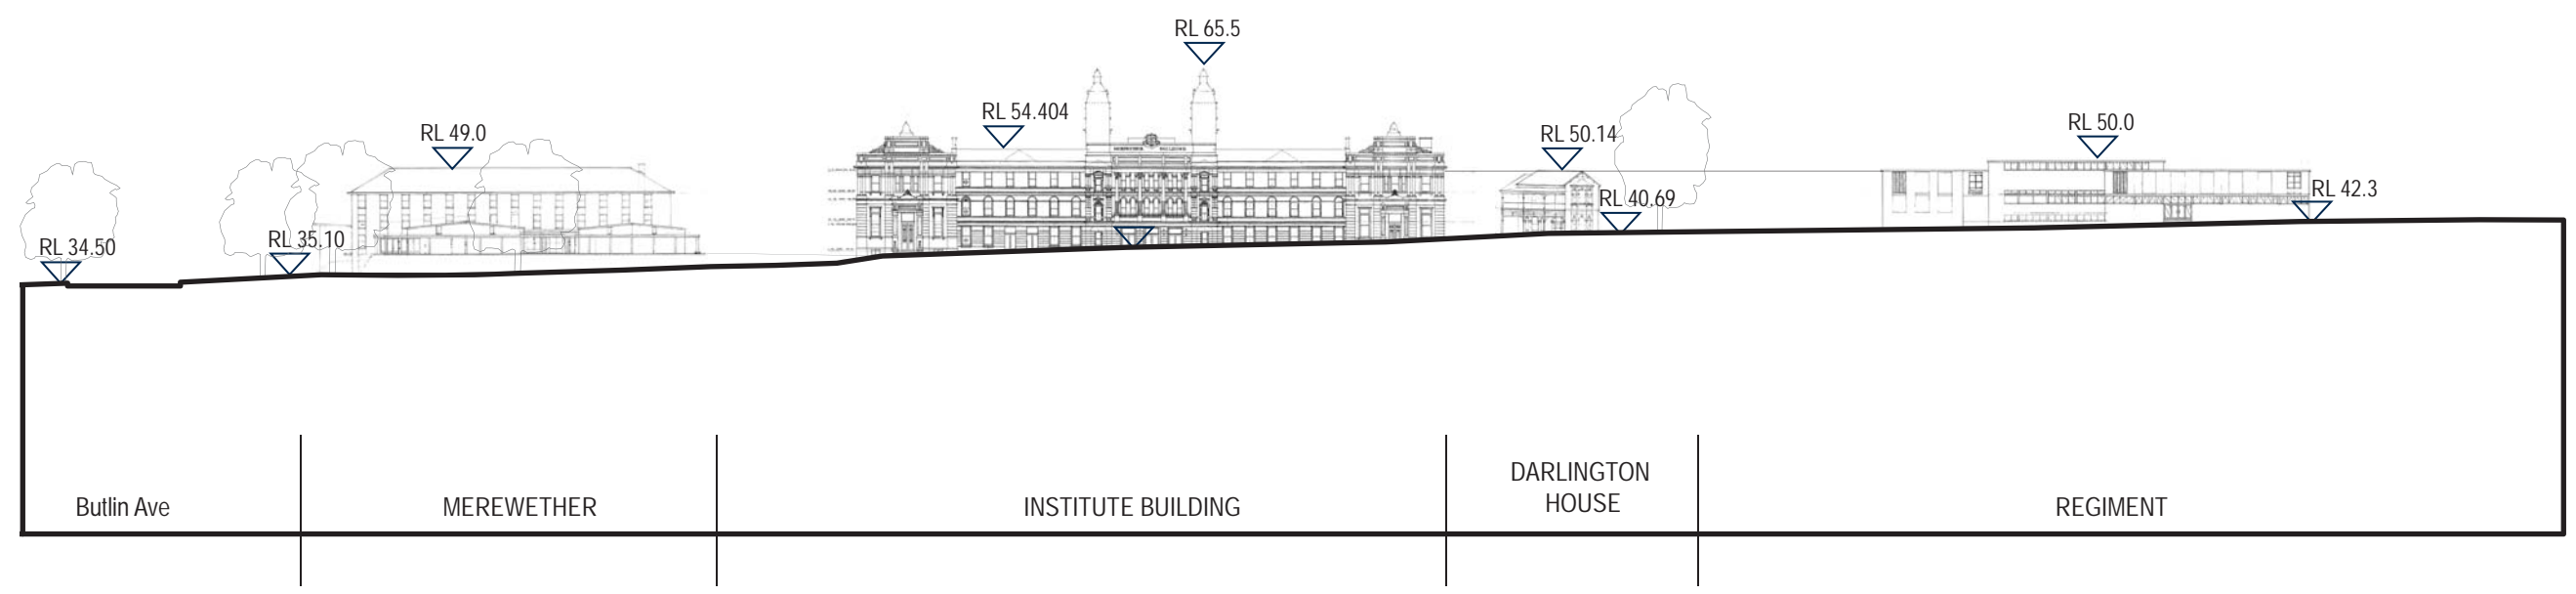 RL 65.5
RL 54.404
RL 49.0
RL 50.14
RL 50.0
RL 40.69
RL 42.3
RL 34.50
RL 35.10
Butlin Ave
MEREWETHER
INSTITUTE BUILDING
DARLINGTON
HOUSE
REGIMENT